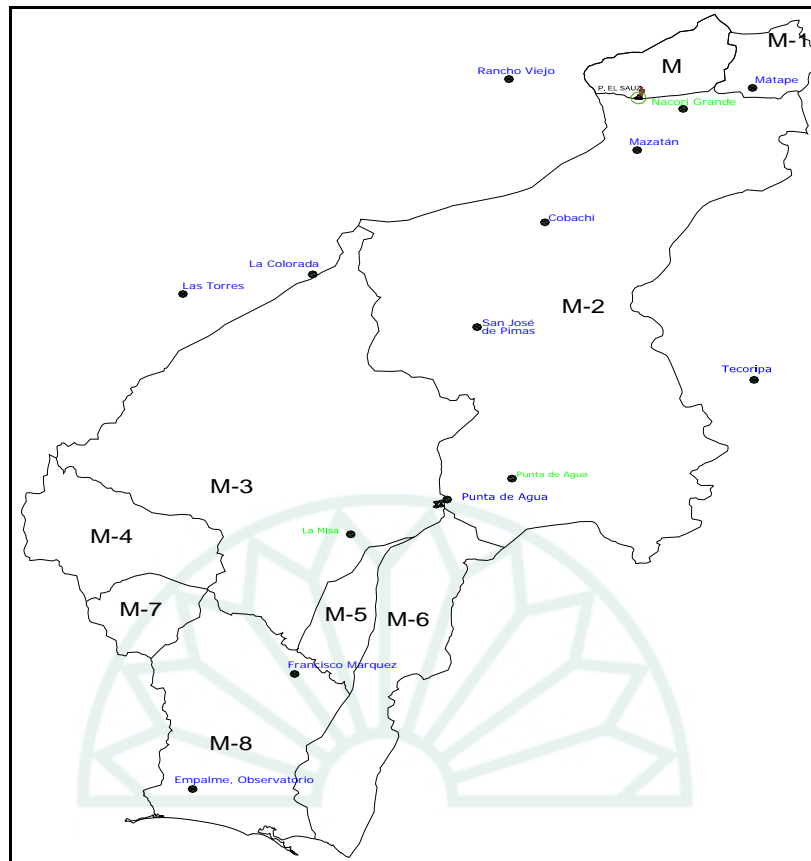 M-1
M
Rancho Viejo
Mátape
P. EL SAUZ
Nacori Grande
Mazatán
Cobachi
La Colorada
Las Torres
M-2
San José
de Pimas
Tecoripa
Punta de Agua
M-3
Punta de Agua
La Misa
M-4
M-7
M-5
M-6
Francisco Marquez
M-8
Empalme, Observatorio